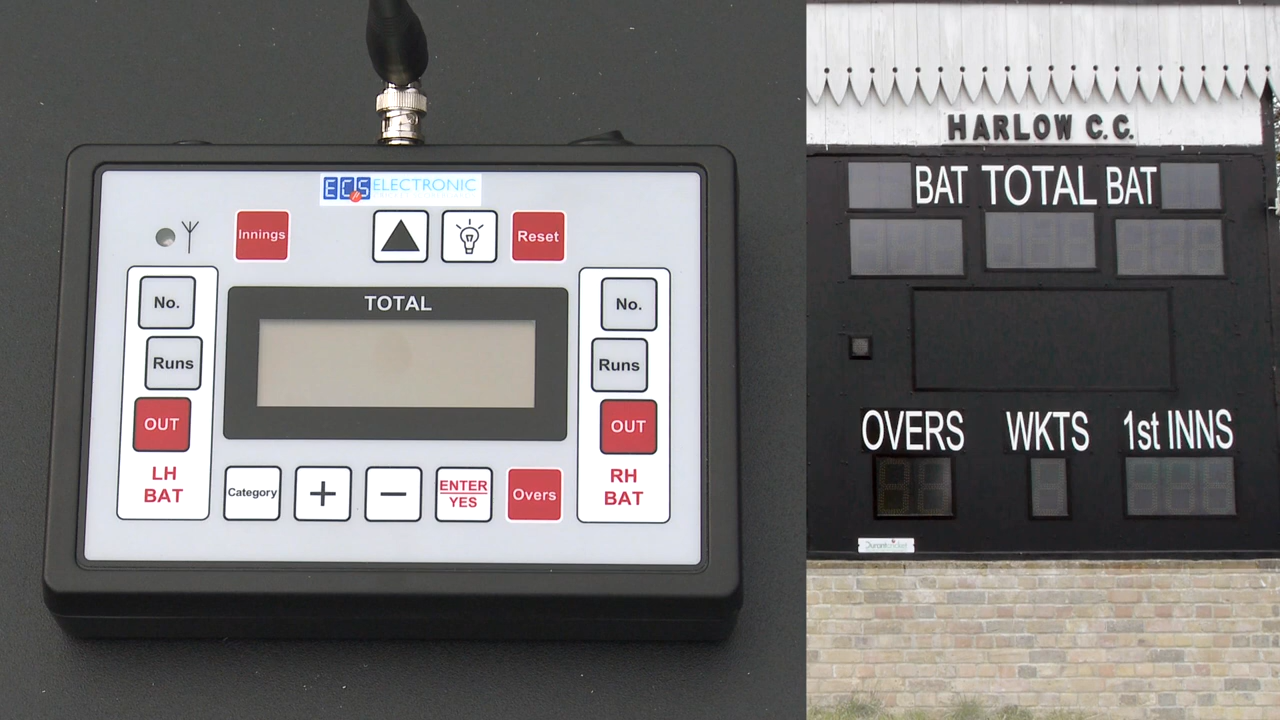 ECS ELECTRONIC
Innings
Reset
TOTAL
No.
Runs
OUT
LH
BAT
No.
Runs
OUT
RH
BAT
Category
+
−
ENTER
YES
Overs
HARLOW C.C.
BAT TOTAL BAT
OVERS WKTS 1st INNS